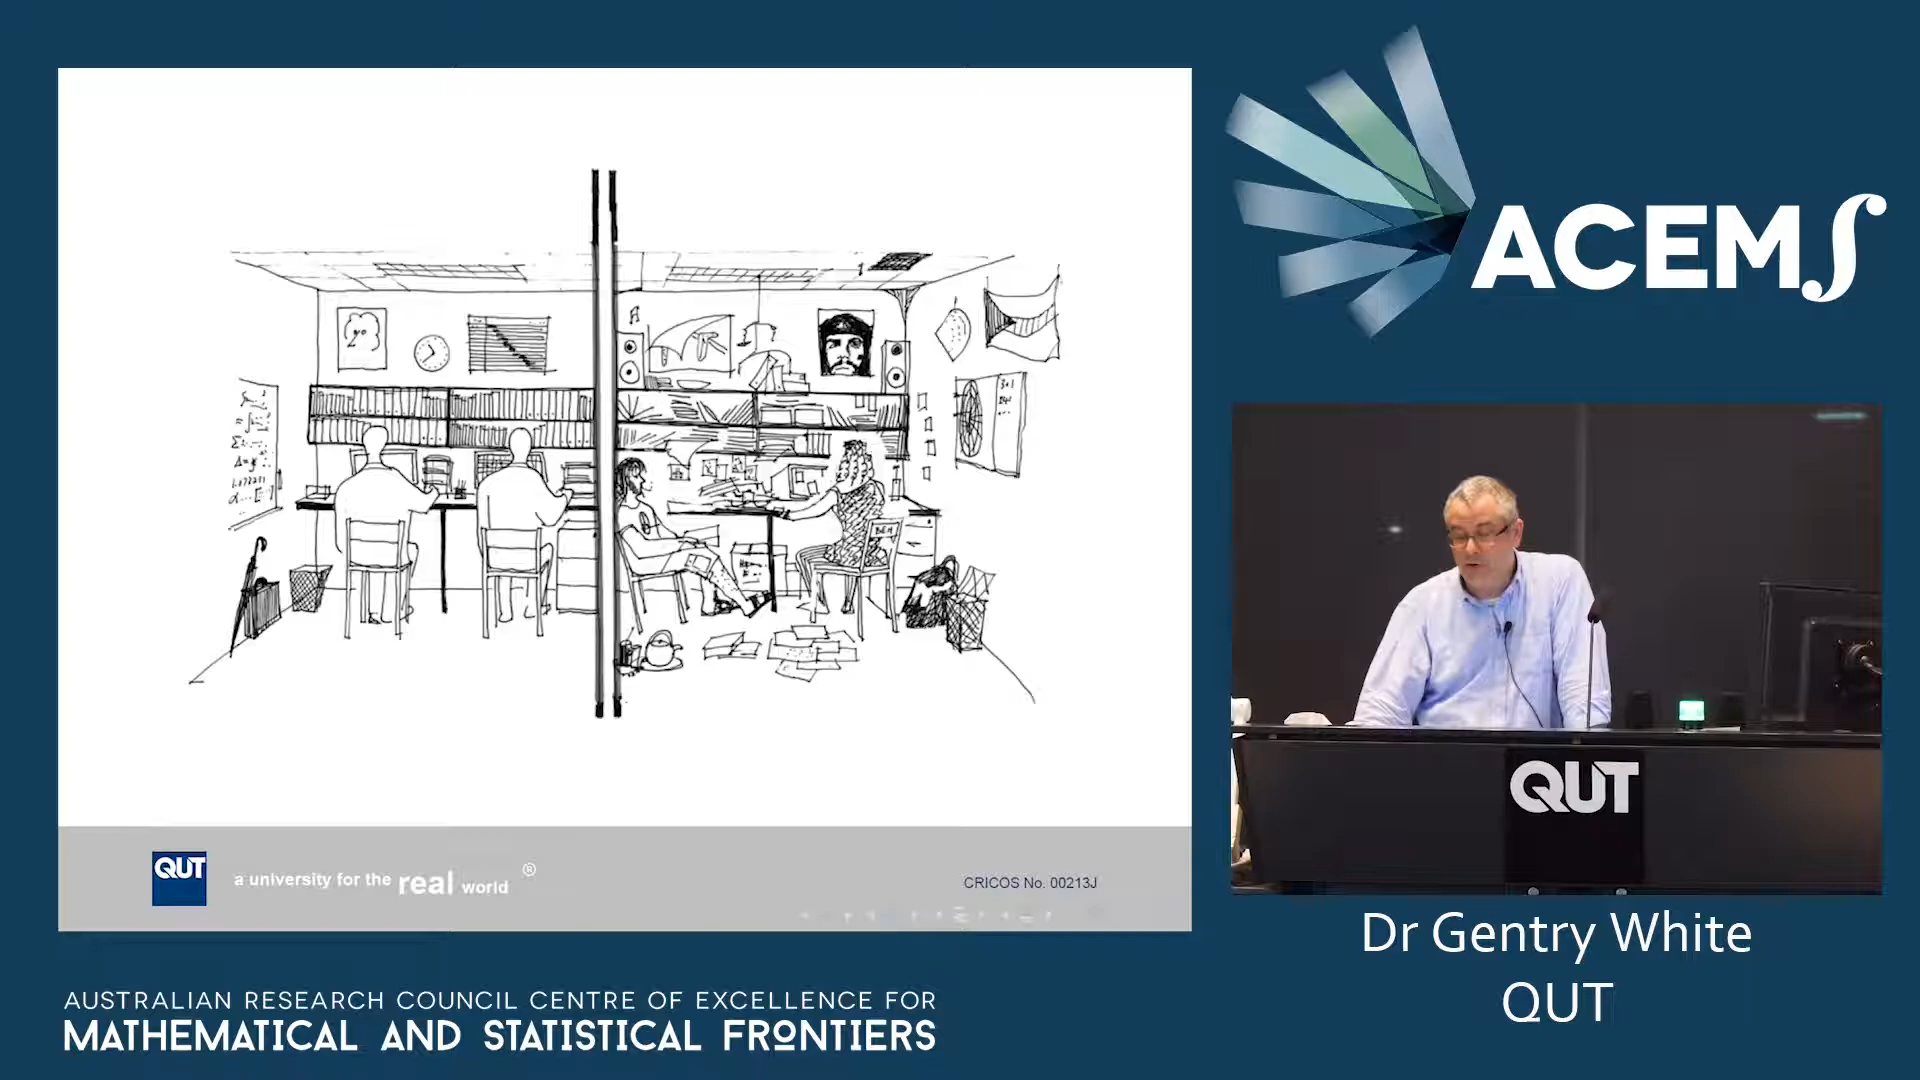 ACEMS
QUT
a university for the real world ®
CRICOS No. 00213J
QUT
Dr Gentry White
QUT
AUSTRALIAN RESEARCH COUNCIL CENTRE OF EXCELLENCE FOR
MATHEMATICAL AND STATISTICAL FRONTIERS